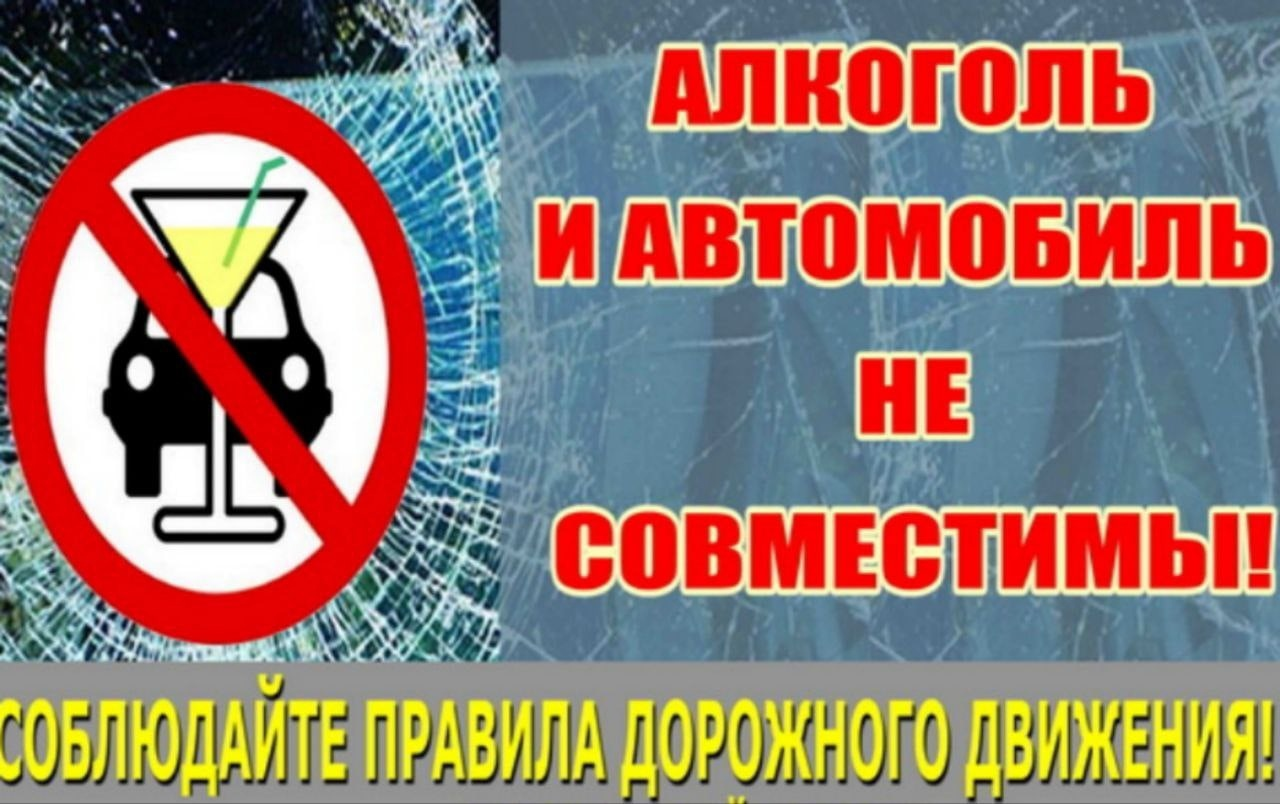 АЛКОГОЛЬ
И АВТОМОБИЛЬ
НЕ
СОВМЕСТИМЫ!
СОБЛЮДАЙТЕ ПРАВИЛА ДОРОЖНОГО ДВИЖЕНИЯ!